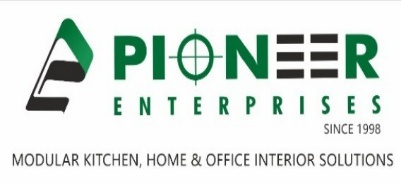 PIONEER
ENTERPRISES
SINCE 1998
MODULAR KITCHEN, HOME & OFFICE INTERIOR SOLUTIONS